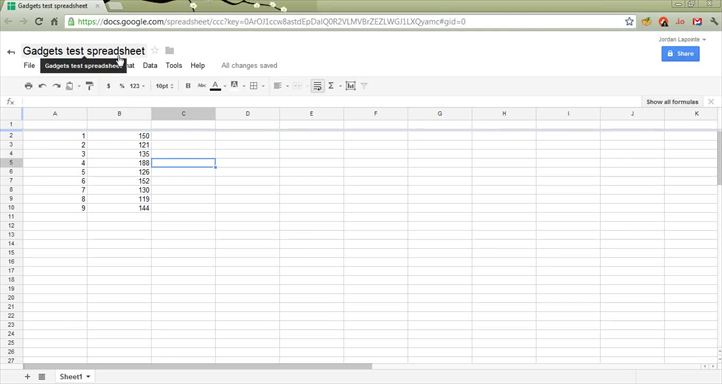 Gadgets test spreadsheet
https://docs.google.com/spreadsheet/ccc?key=0ArOJ1ccw8astdEpDalQ0R2VLMVBrZEZLWGJ1LXQyamc#gid=0
Jordan Lapointe
Gadgets test spreadsheet
Share
File Data Tools Help All changes saved
Gadgets test spreadsheet
$ % 123 10pt B Abc A A Σ
fx Show all formulas
A B C D E F G H I J K
1
2 1 150
3 2 121
4 3 135
5 4 188
6 5 126
7 6 152
8 7 130
9 8 119
10 9 144
11
12
13
14
15
16
17
18
19
20
21
22
23
24
25
26
27
+ Sheet1